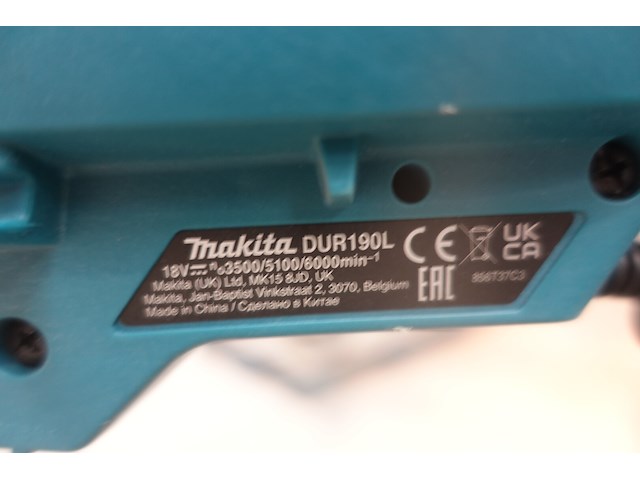 makita DUR190L
18V⎓ n₀3500/5100/6000min⁻¹
Makita (UK) Ltd, MK15 8JD, UK
Makita, Jan-Baptist Vinkstraat 2, 3070, Belgium
Made in China / Сделано в Китае
CE
UK
CA
EAC
856T37C3